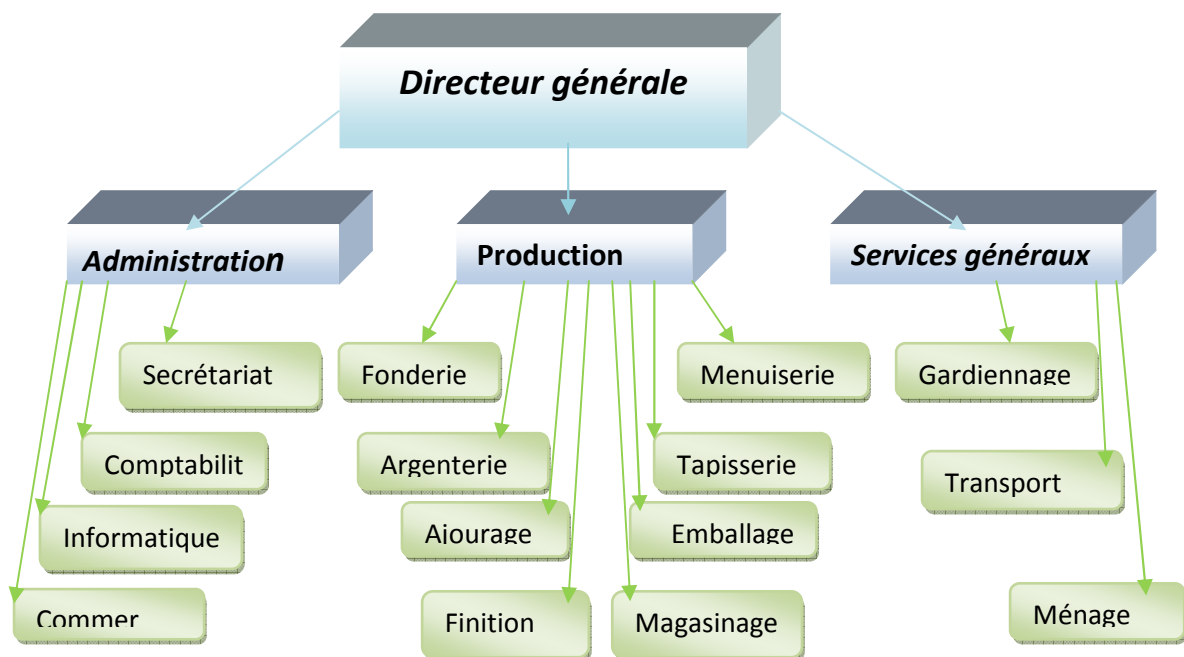 Directeur générale
Administration
Production
Services généraux
Secrétariat
Fonderie
Menuiserie
Gardiennage
Comptabilit
Argenterie
Tapisserie
Transport
Informatique
Ajourage
Emballage
Commer
Finition
Magasinage
Ménage